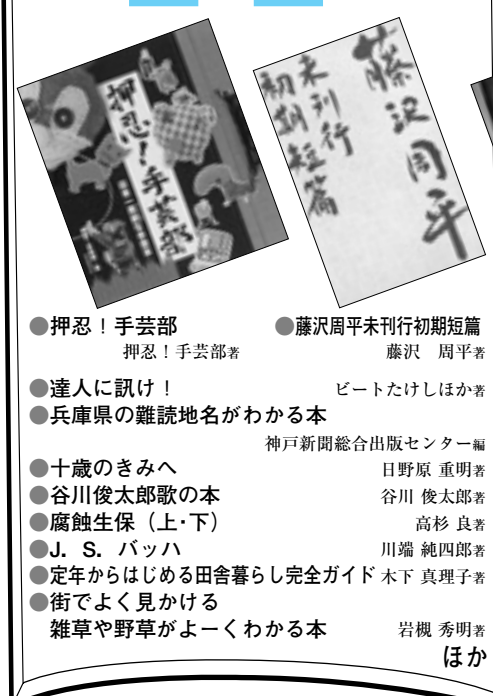 押忍！手芸部
藤沢周平
未刊行
初期短篇
●押忍！手芸部
押忍！手芸部著
●藤沢周平未刊行初期短篇
藤沢　周平著
●達人に訊け！　ビートたけしほか著
●兵庫県の難読地名がわかる本
神戸新聞総合出版センター編
●十歳のきみへ　日野原 重明著
●谷川俊太郎歌の本　谷川 俊太郎著
●腐蝕生保（上・下）　高杉 良著
●J．S．バッハ　川端 純四郎著
●定年からはじめる田舎暮らし完全ガイド 木下 真理子著
●街でよく見かける
雑草や野草がよーくわかる本　岩槻 秀明著
ほか